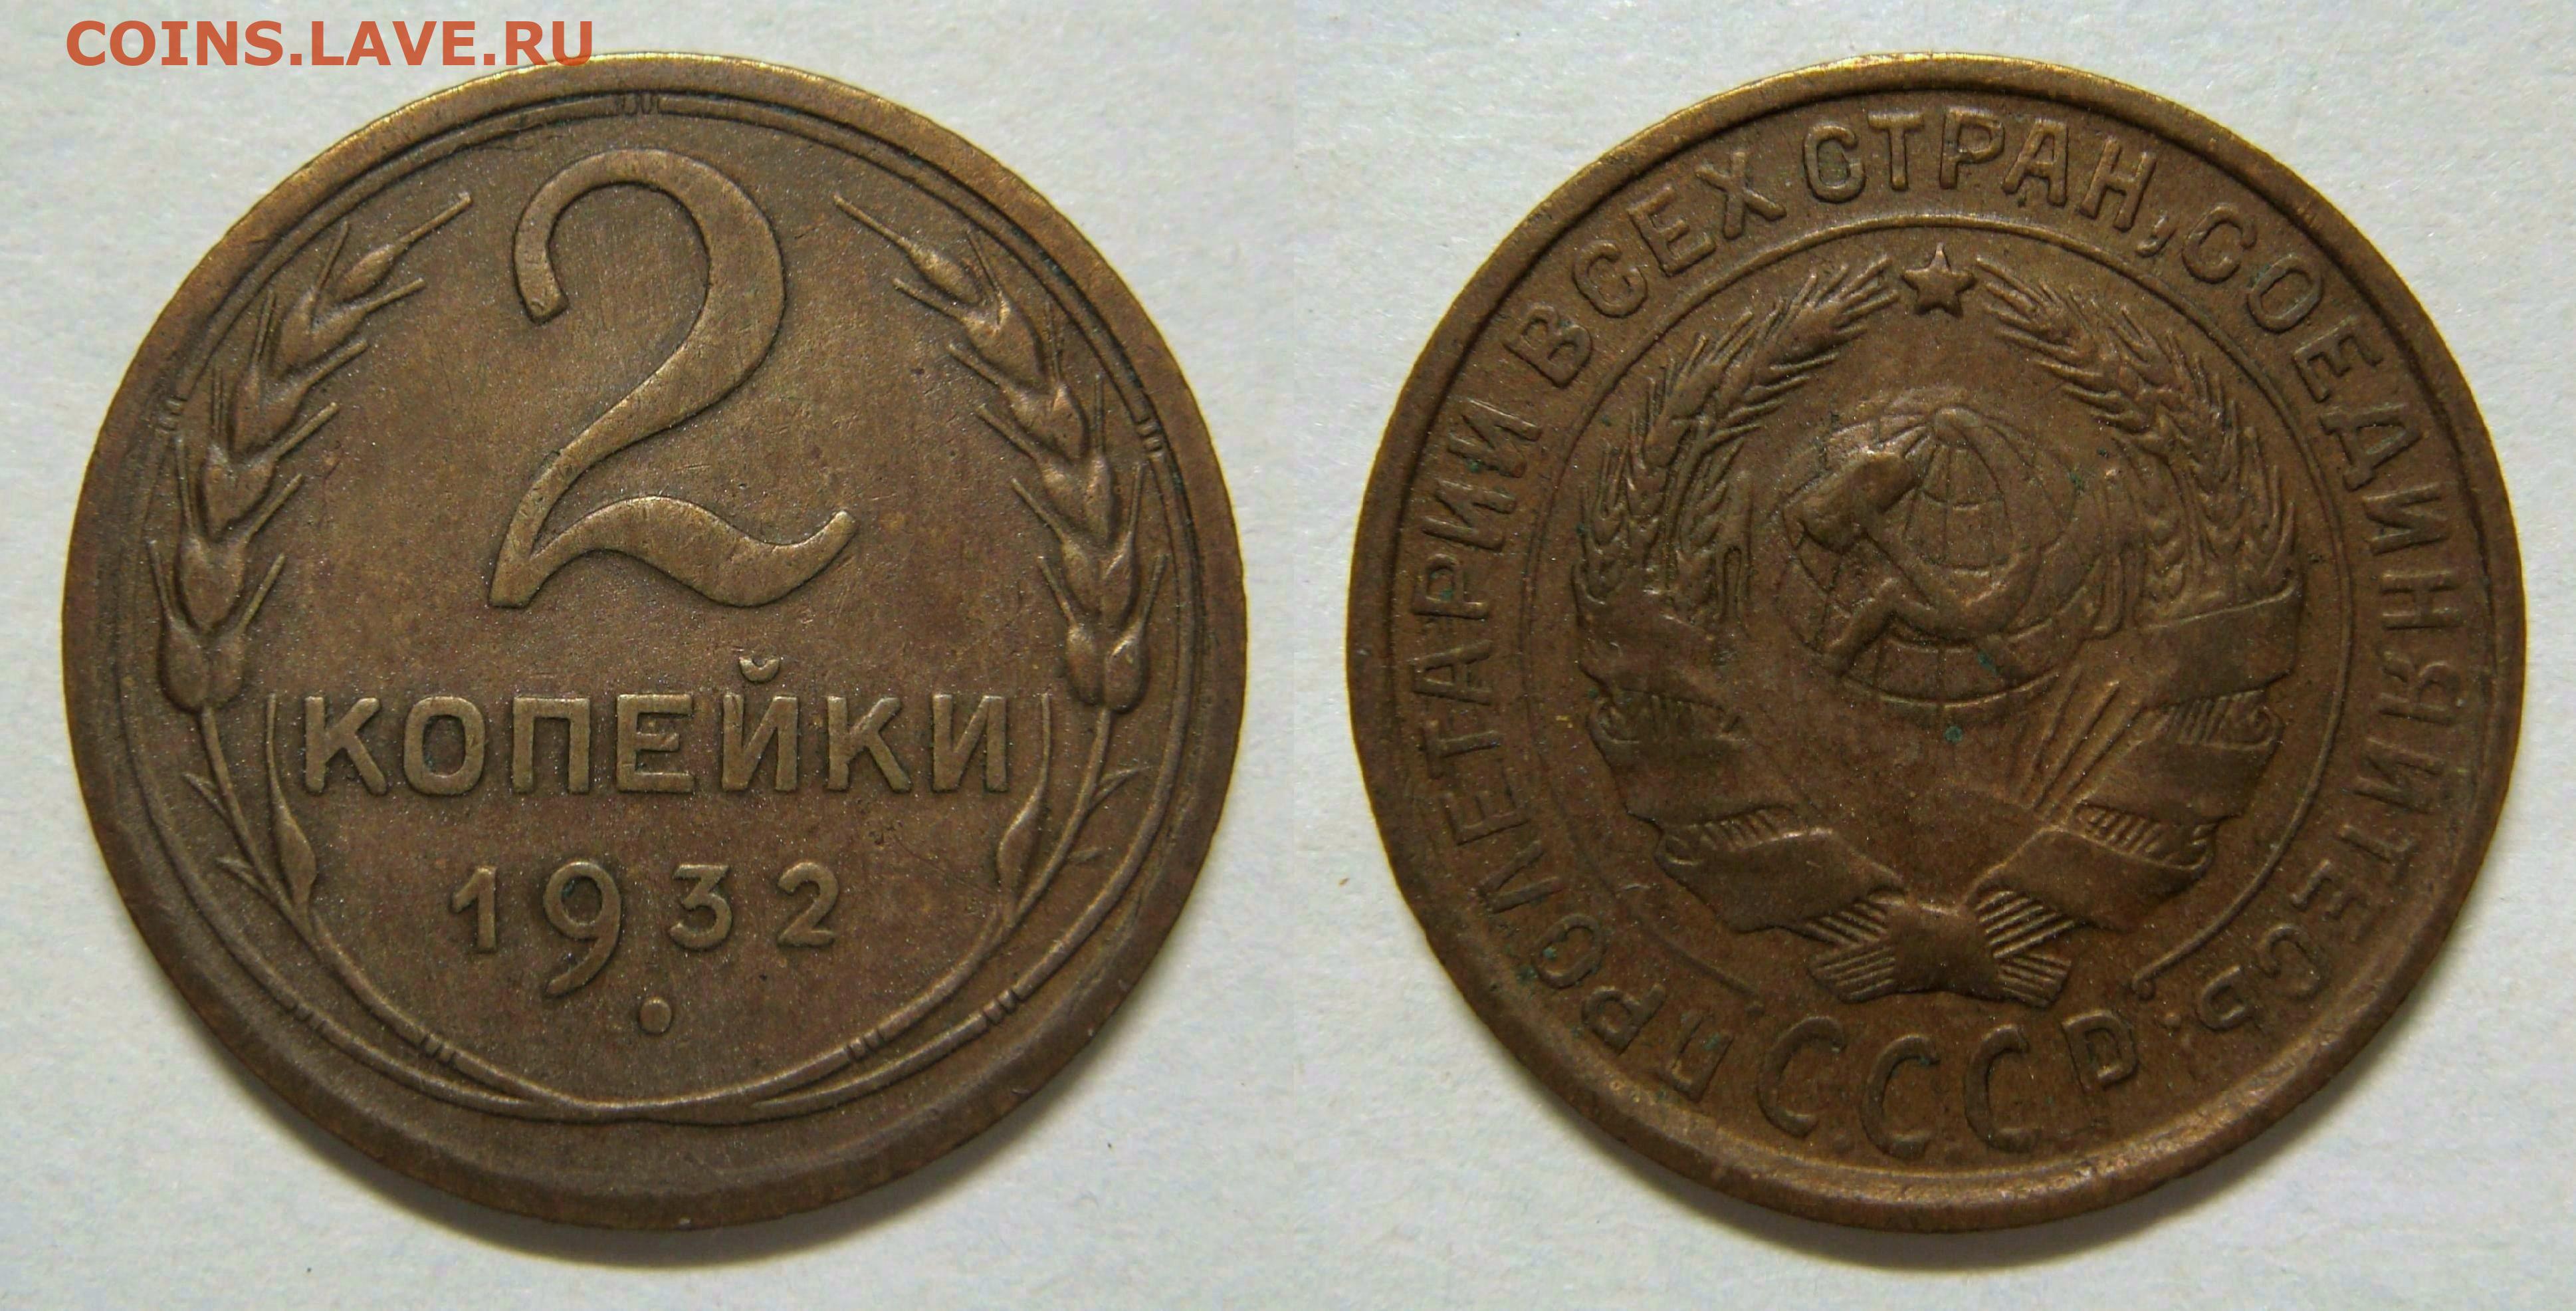 COINS.LAVE.RU
2
КОПЕЙКИ
1932
ПРОЛЕТАРИИ ВСЕХ СТРАН, СОЕДИНЯЙТЕСЬ
СССР